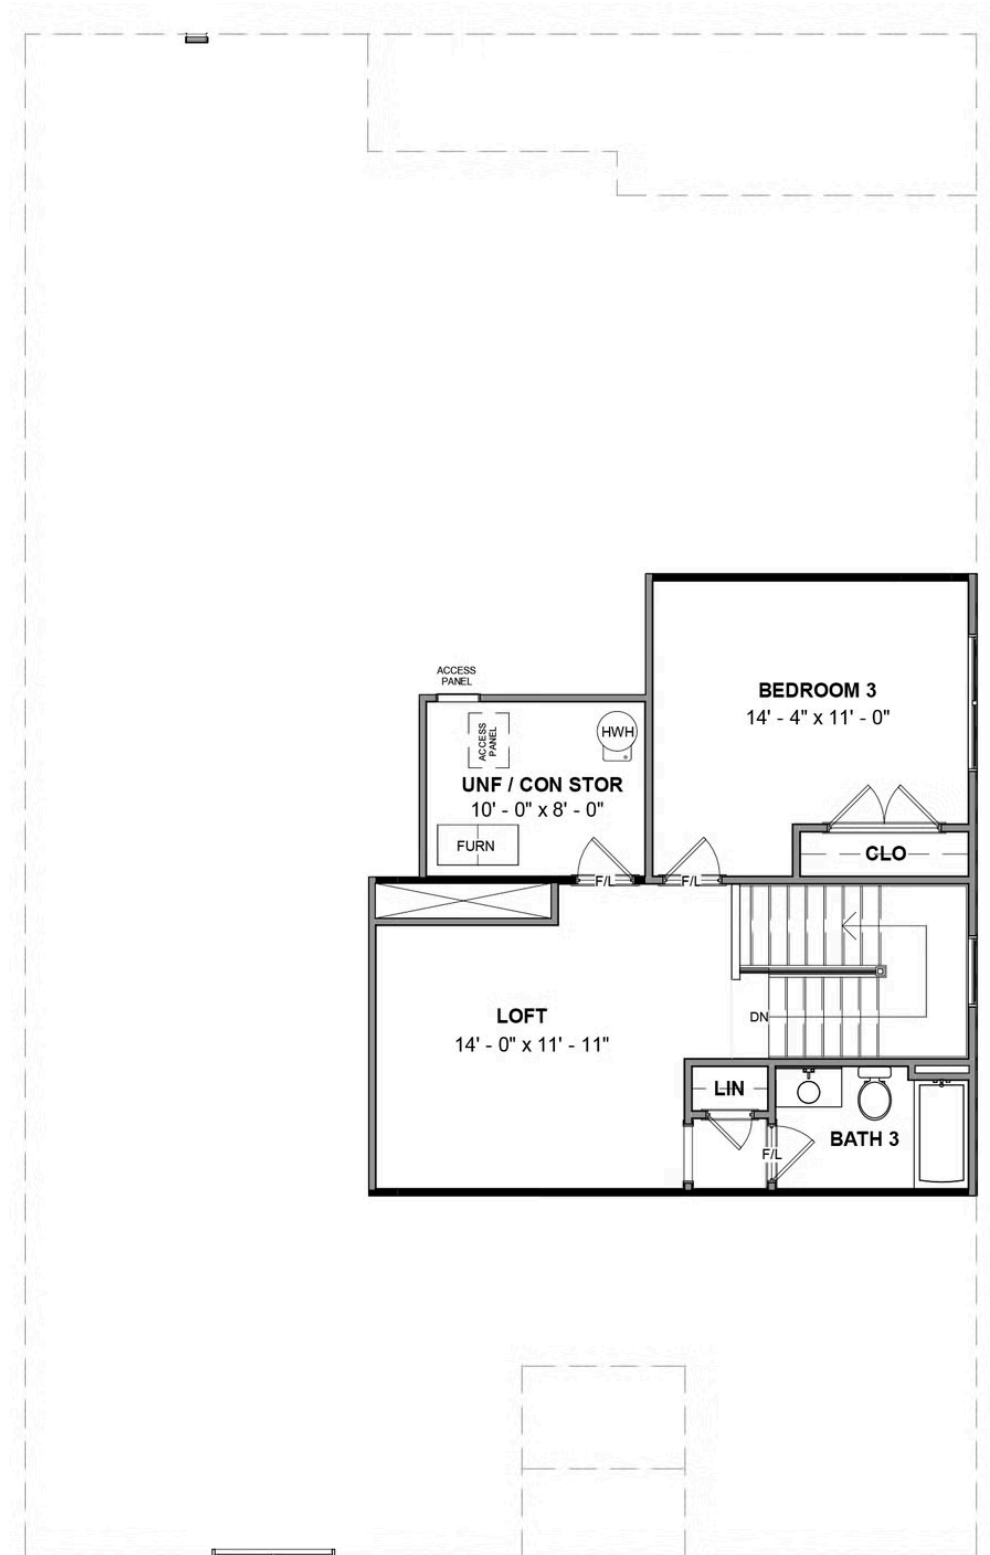 ACCESS
PANEL
BEDROOM 3
14' - 4" x 11' - 0"
ACCESS
PANEL
HWH
UNF / CON STOR
10' - 0" x 8' - 0"
FURN
CLO
F/L
F/L
LOFT
14' - 0" x 11' - 11"
DN
LIN
BATH 3
F/L